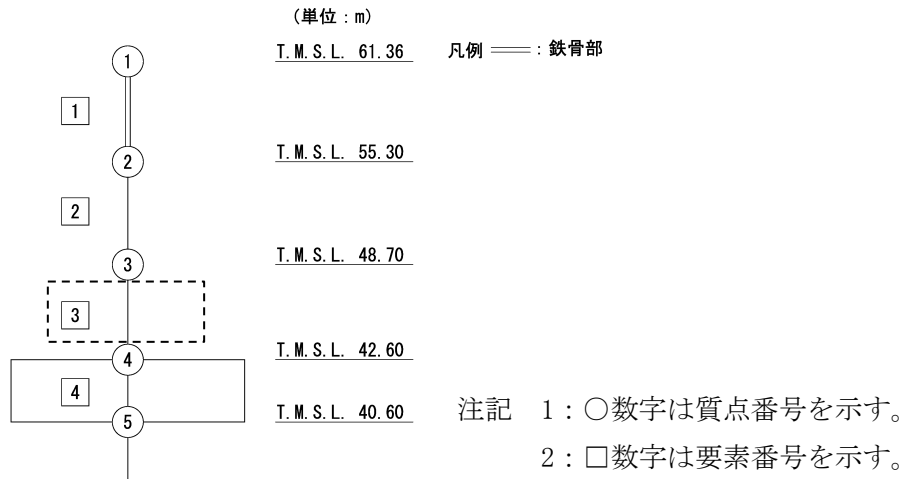 (単位：m)
① T.M.S.L. 61.36 凡例 ═══：鉄骨部
1
② T.M.S.L. 55.30
2
③ T.M.S.L. 48.70
3
④ T.M.S.L. 42.60
4
⑤ T.M.S.L. 40.60
注記 1：○数字は質点番号を示す。
2：□数字は要素番号を示す。